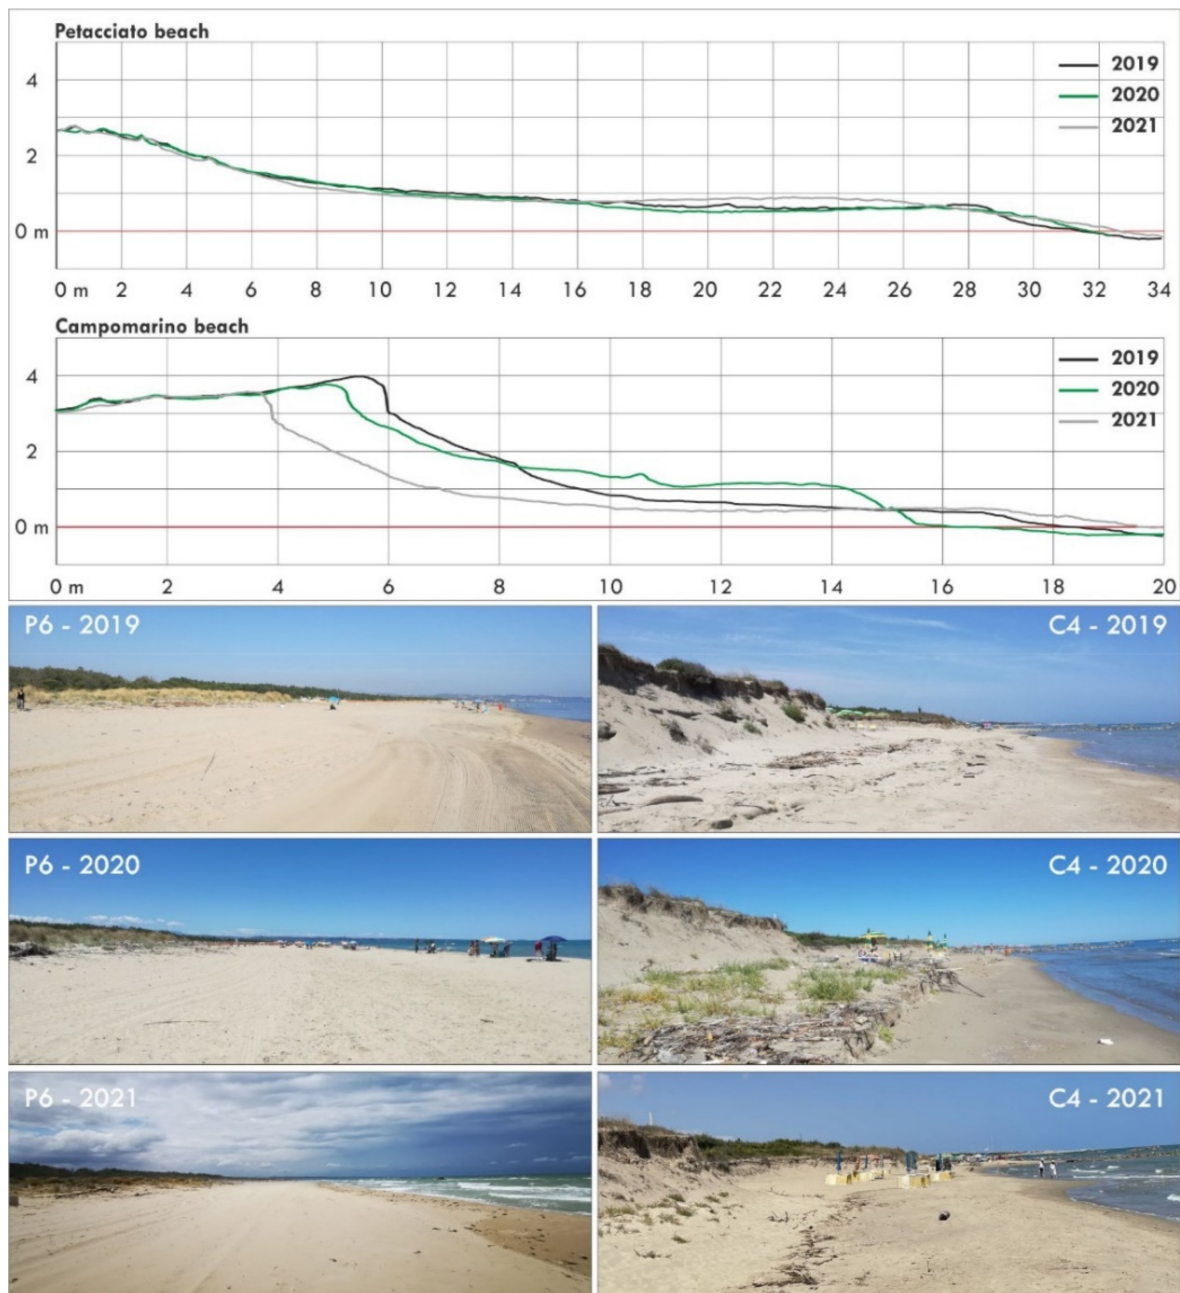 Petacciato beach
4
2
0 m
2019
2020
2021
0 m 2 4 6 8 10 12 14 16 18 20 22 24 26 28 30 32 34
Campomarino beach
4
2
0 m
2019
2020
2021
0 m 2 4 6 8 10 12 14 16 18 20
P6 - 2019
C4 - 2019
P6 - 2020
C4 - 2020
P6 - 2021
C4 - 2021